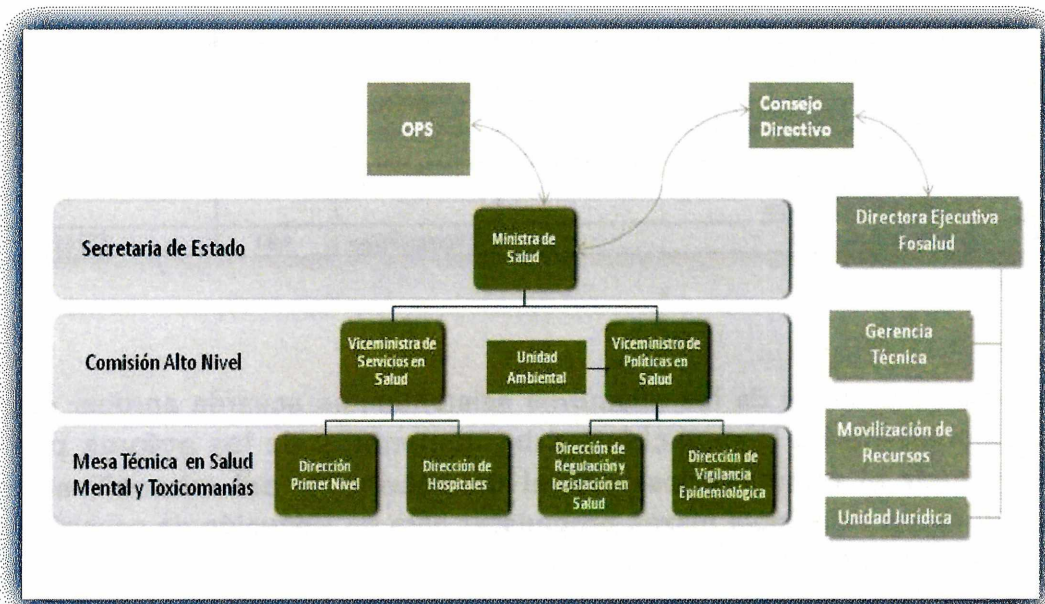 OPS
Consejo
Directivo
Secretaria de Estado
Ministra de
Salud
Directora Ejecutiva
Fosalud
Comisión Alto Nivel
Viceministra de
Servicios en
Salud
Unidad
Ambiental
Viceministro de
Políticas en
Salud
Gerencia
Técnica
Mesa Técnica en Salud
Mental y Toxicomanías
Dirección
Primer Nivel
Dirección de
Hospitales
Dirección de
Regulación y
legislación en
Salud
Dirección de
Vigilancia
Epidemiológica
Movilización de
Recursos
Unidad Jurídica